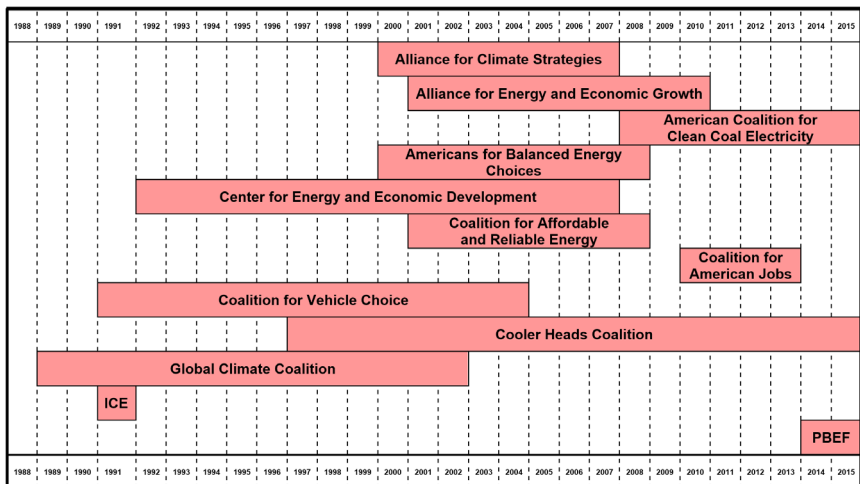 1988 1989 1990 1991 1992 1993 1994 1995 1996 1997 1998 1999 2000 2001 2002 2003 2004 2005 2006 2007 2008 2009 2010 2011 2012 2013 2014 2015
Alliance for Climate Strategies
Alliance for Energy and Economic Growth
American Coalition for
Clean Coal Electricity
Americans for Balanced Energy
Choices
Center for Energy and Economic Development
Coalition for Affordable
and Reliable Energy
Coalition for
American Jobs
Coalition for Vehicle Choice
Cooler Heads Coalition
Global Climate Coalition
ICE
PBEF
1988 1989 1990 1991 1992 1993 1994 1995 1996 1997 1998 1999 2000 2001 2002 2003 2004 2005 2006 2007 2008 2009 2010 2011 2012 2013 2014 2015